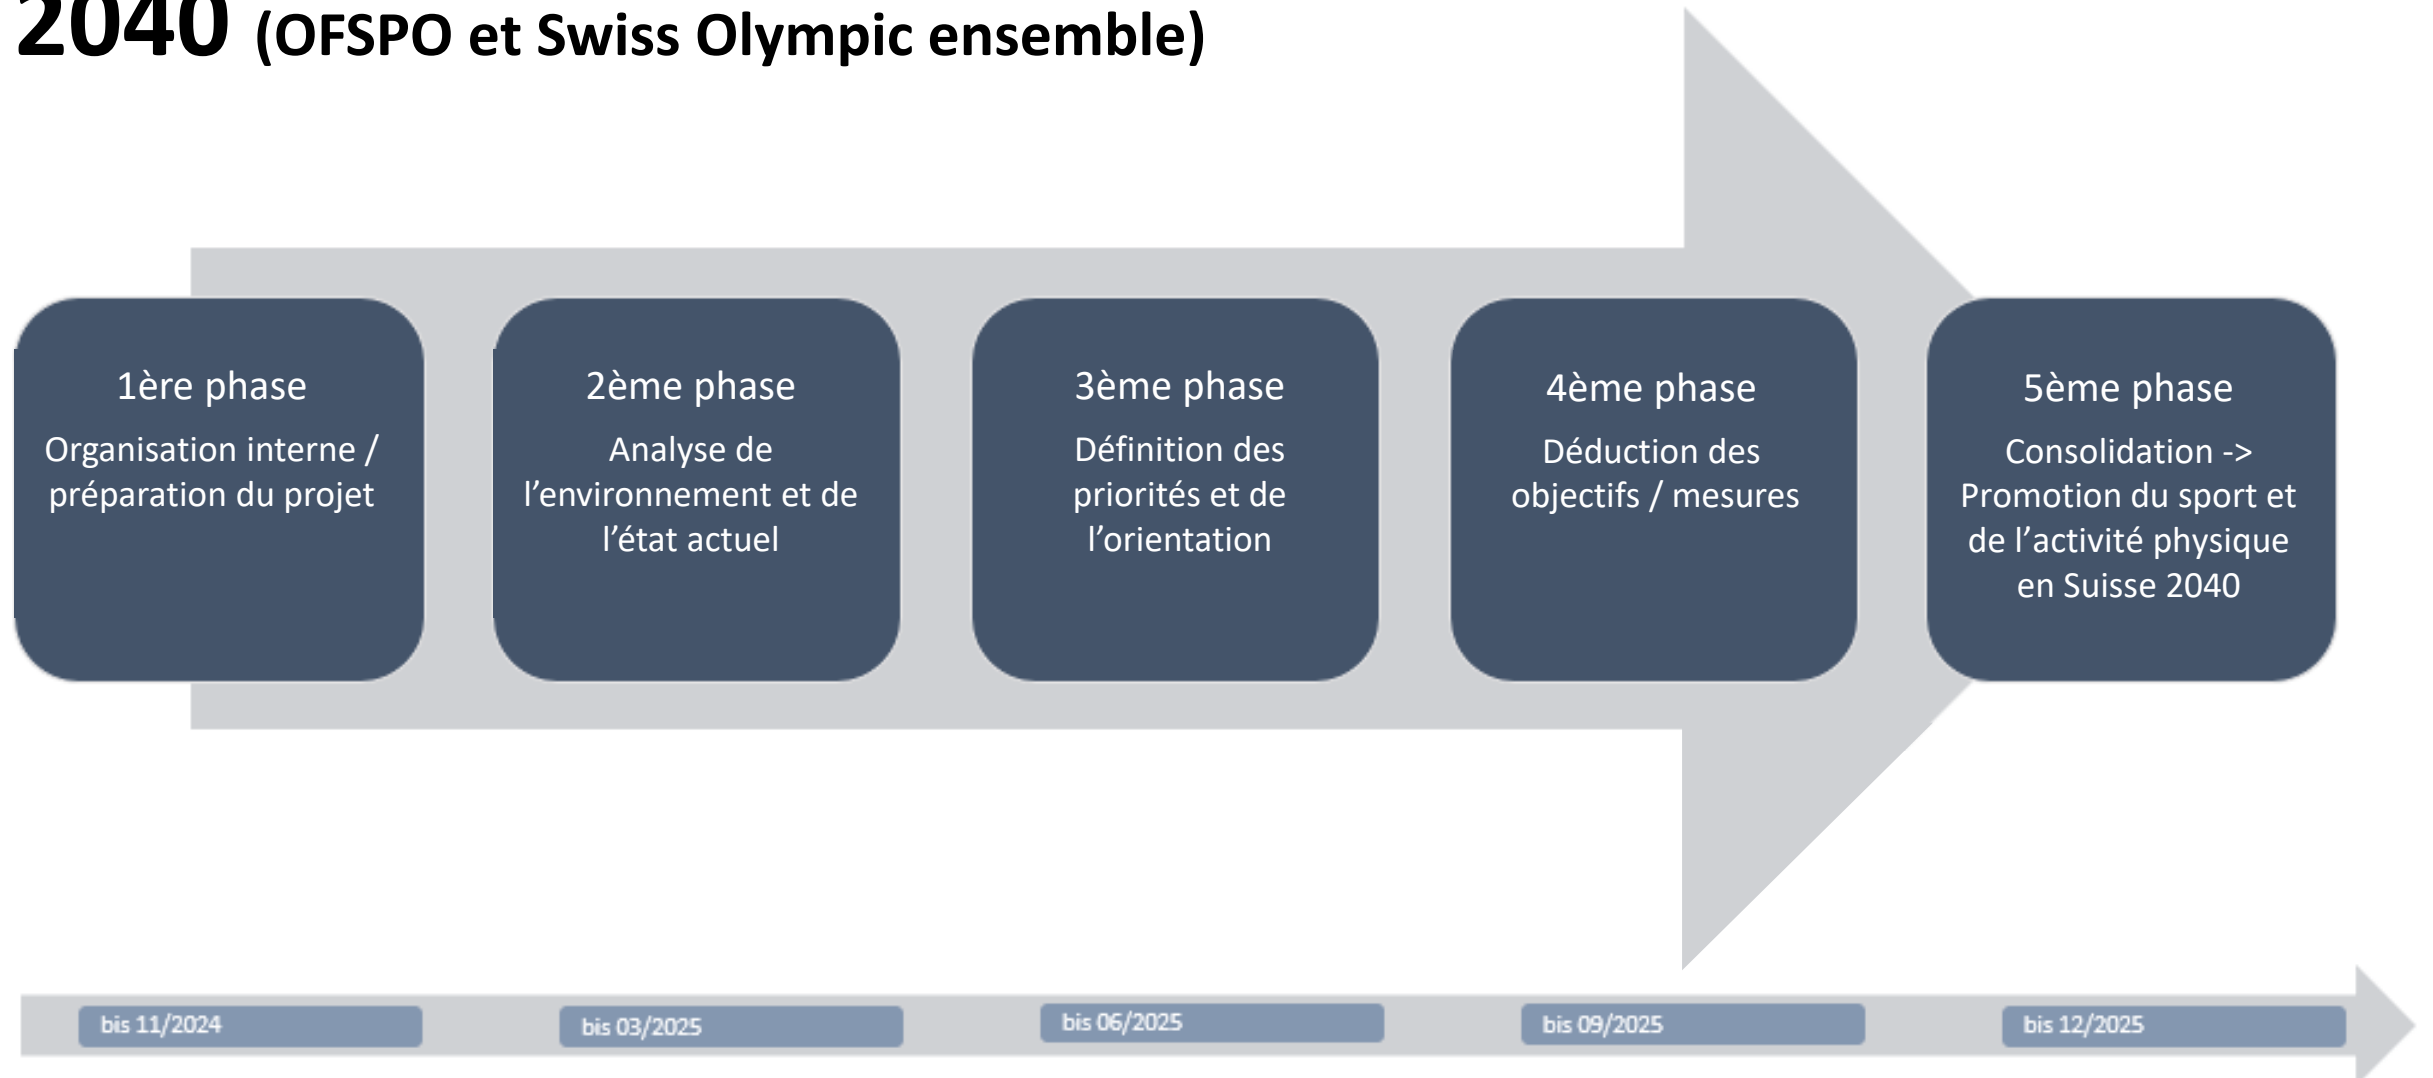 2040 (OFSPO et Swiss Olympic ensemble)
1ère phase
Organisation interne /
préparation du projet
2ème phase
Analyse de
l’environnement et de
l’état actuel
3ème phase
Définition des
priorités et de
l’orientation
4ème phase
Déduction des
objectifs / mesures
5ème phase
Consolidation ->
Promotion du sport et
de l’activité physique
en Suisse 2040
bis 11/2024
bis 03/2025
bis 06/2025
bis 09/2025
bis 12/2025